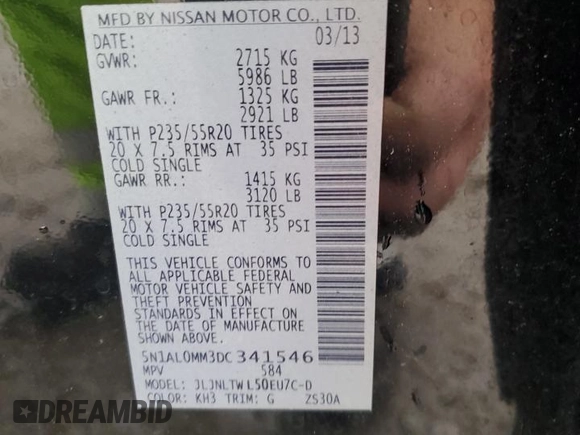 MFD BY NISSAN MOTOR CO., LTD.
DATE: 03/13
GVWR: 2715 KG
5986 LB
GAWR FR.: 1325 KG
2921 LB
WITH P235/55R20 TIRES
20 X 7.5 RIMS AT 35 PSI
COLD SINGLE
GAWR RR.: 1415 KG
3120 LB
WITH P235/55R20 TIRES
20 X 7.5 RIMS AT 35 PSI
COLD SINGLE
THIS VEHICLE CONFORMS TO
ALL APPLICABLE FEDERAL
MOTOR VEHICLE SAFETY AND
THEFT PREVENTION
STANDARDS IN EFFECT ON
THE DATE OF MANUFACTURE
SHOWN ABOVE.
5N1AL0MM3DC341546
MPV 584
MODEL: JLJNLTWL50EU7C-D
COLOR: KH3 TRIM: G ZS30A
EPICBID